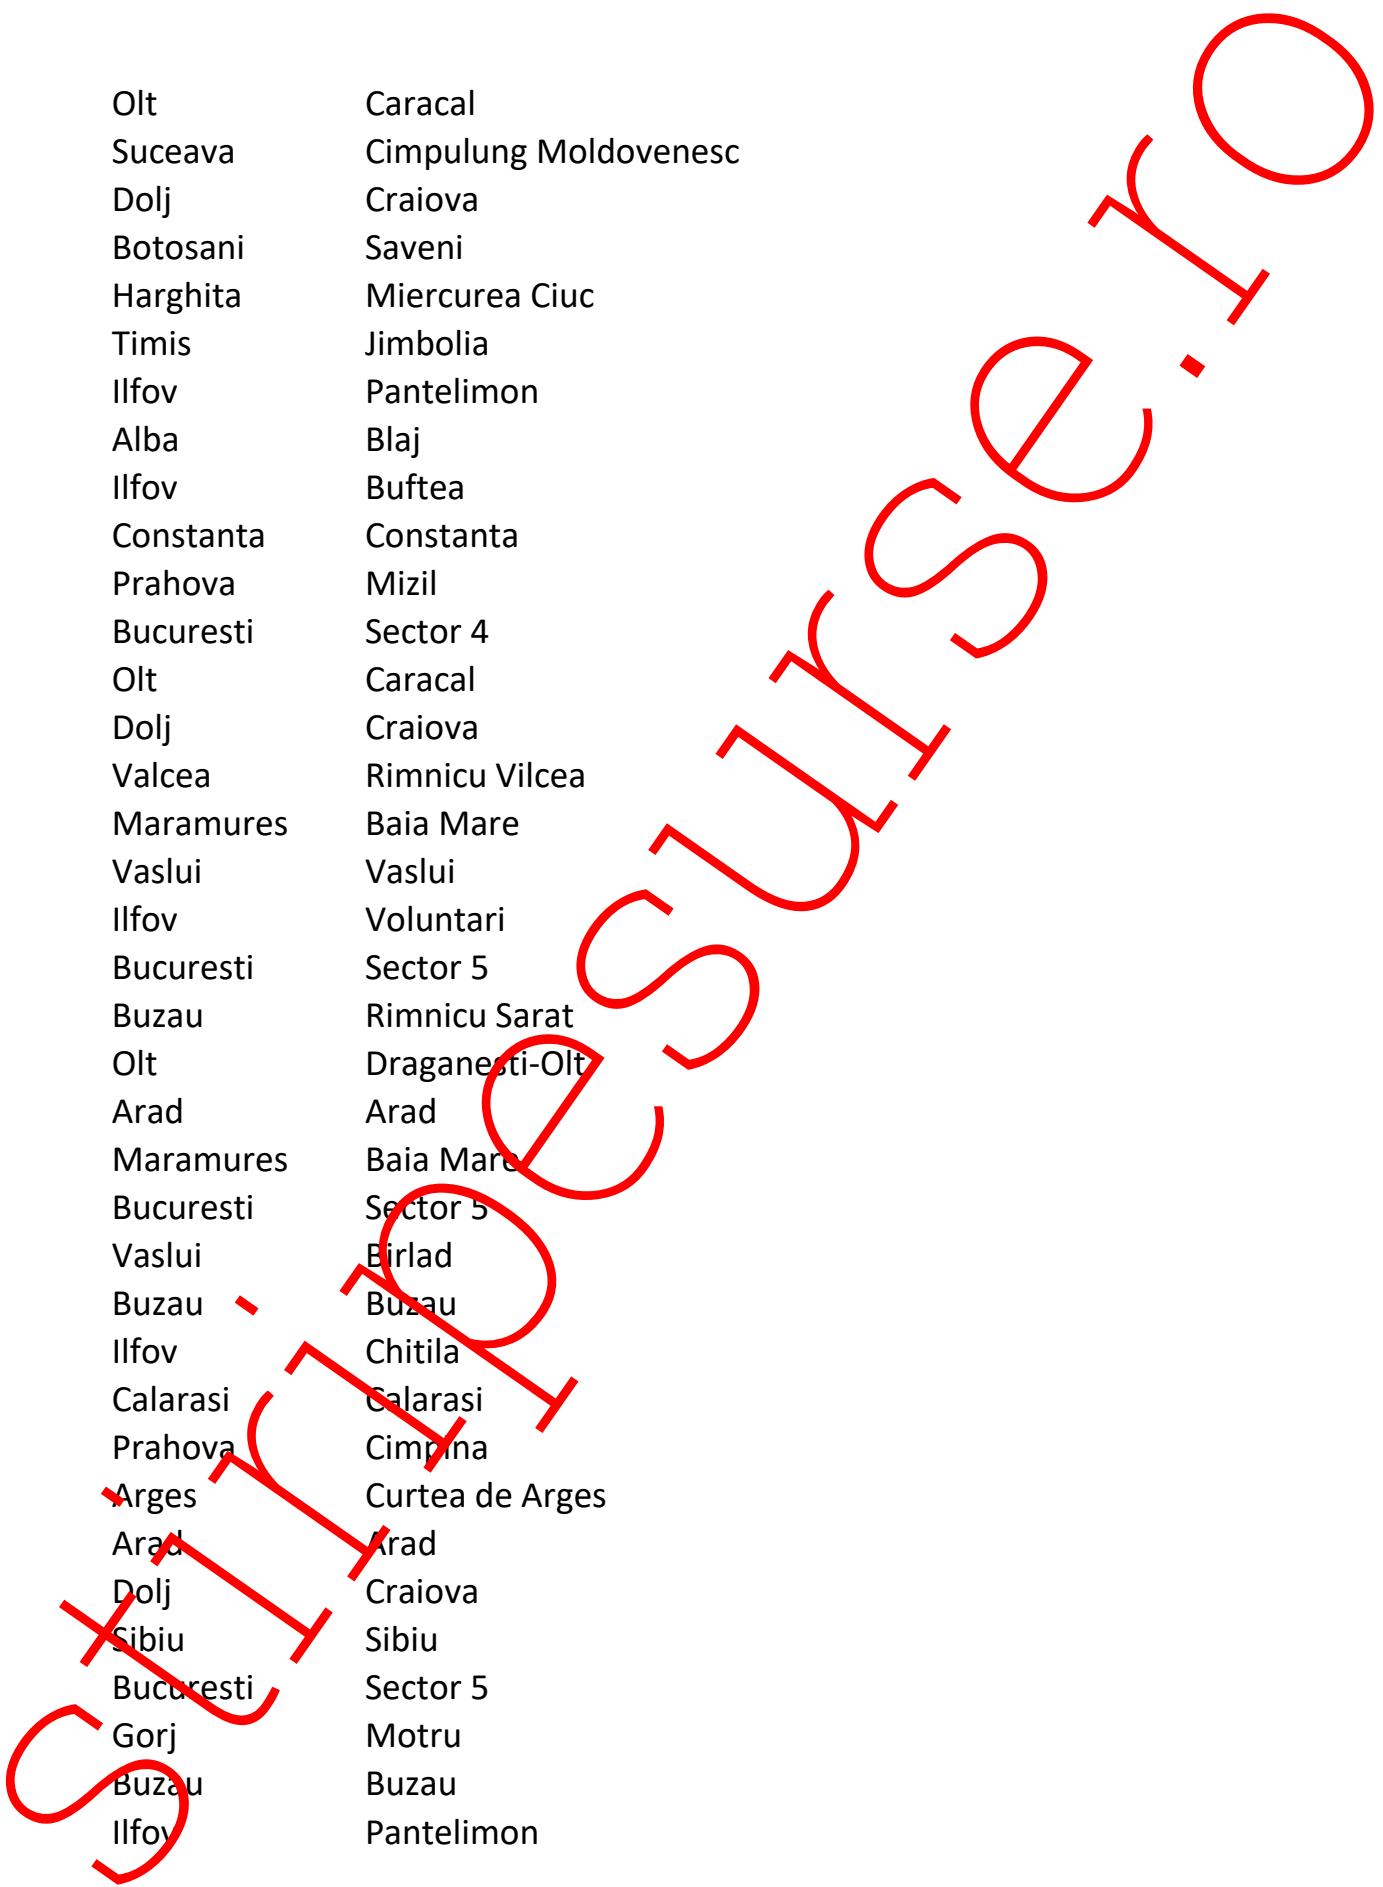 Olt Caracal
Suceava Cimpulung Moldovenesc
Dolj Craiova
Botosani Saveni
Harghita Miercurea Ciuc
Timis Jimbolia
Ilfov Pantelimon
Alba Blaj
Ilfov Buftea
Constanta Constanta
Prahova Mizil
Bucuresti Sector 4
Olt Caracal
Dolj Craiova
Valcea Rimnicu Vilcea
Maramures Baia Mare
Vaslui Vaslui
Ilfov Voluntari
Bucuresti Sector 5
Buzau Rimnicu Sarat
Olt Draganesti-Olt
Arad Arad
Maramures Baia Mare
Bucuresti Sector 5
Vaslui Birlad
Buzau Buzau
Ilfov Chitila
Calarasi Calarasi
Prahova Cimpina
Arges Curtea de Arges
Arad Arad
Dolj Craiova
Sibiu Sibiu
Bucuresti Sector 5
Gorj Motru
Buzau Buzau
Ilfov Pantelimon
stiripesurse.ro